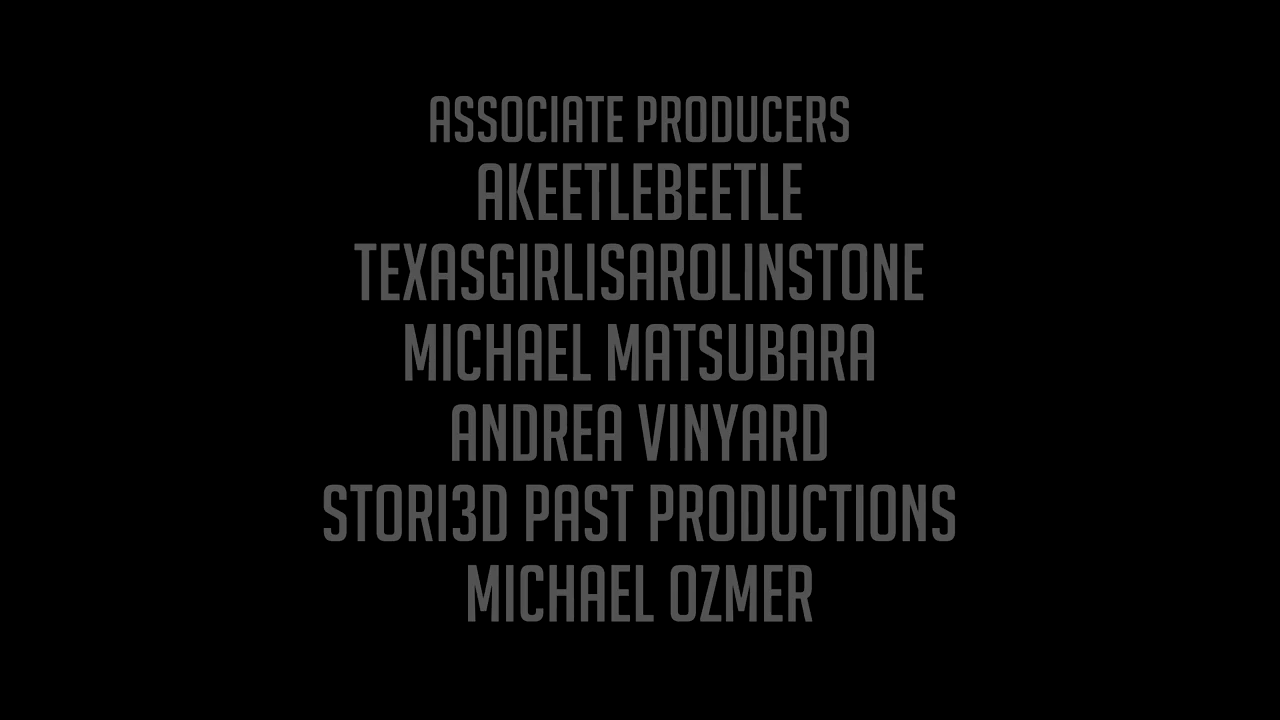 ASSOCIATE PRODUCERS
AKEETLEBEETLE
TEXASGIRLISAROLINSTONE
MICHAEL MATSUBARA
ANDREA VINYARD
STORI3D PAST PRODUCTIONS
MICHAEL OZMER